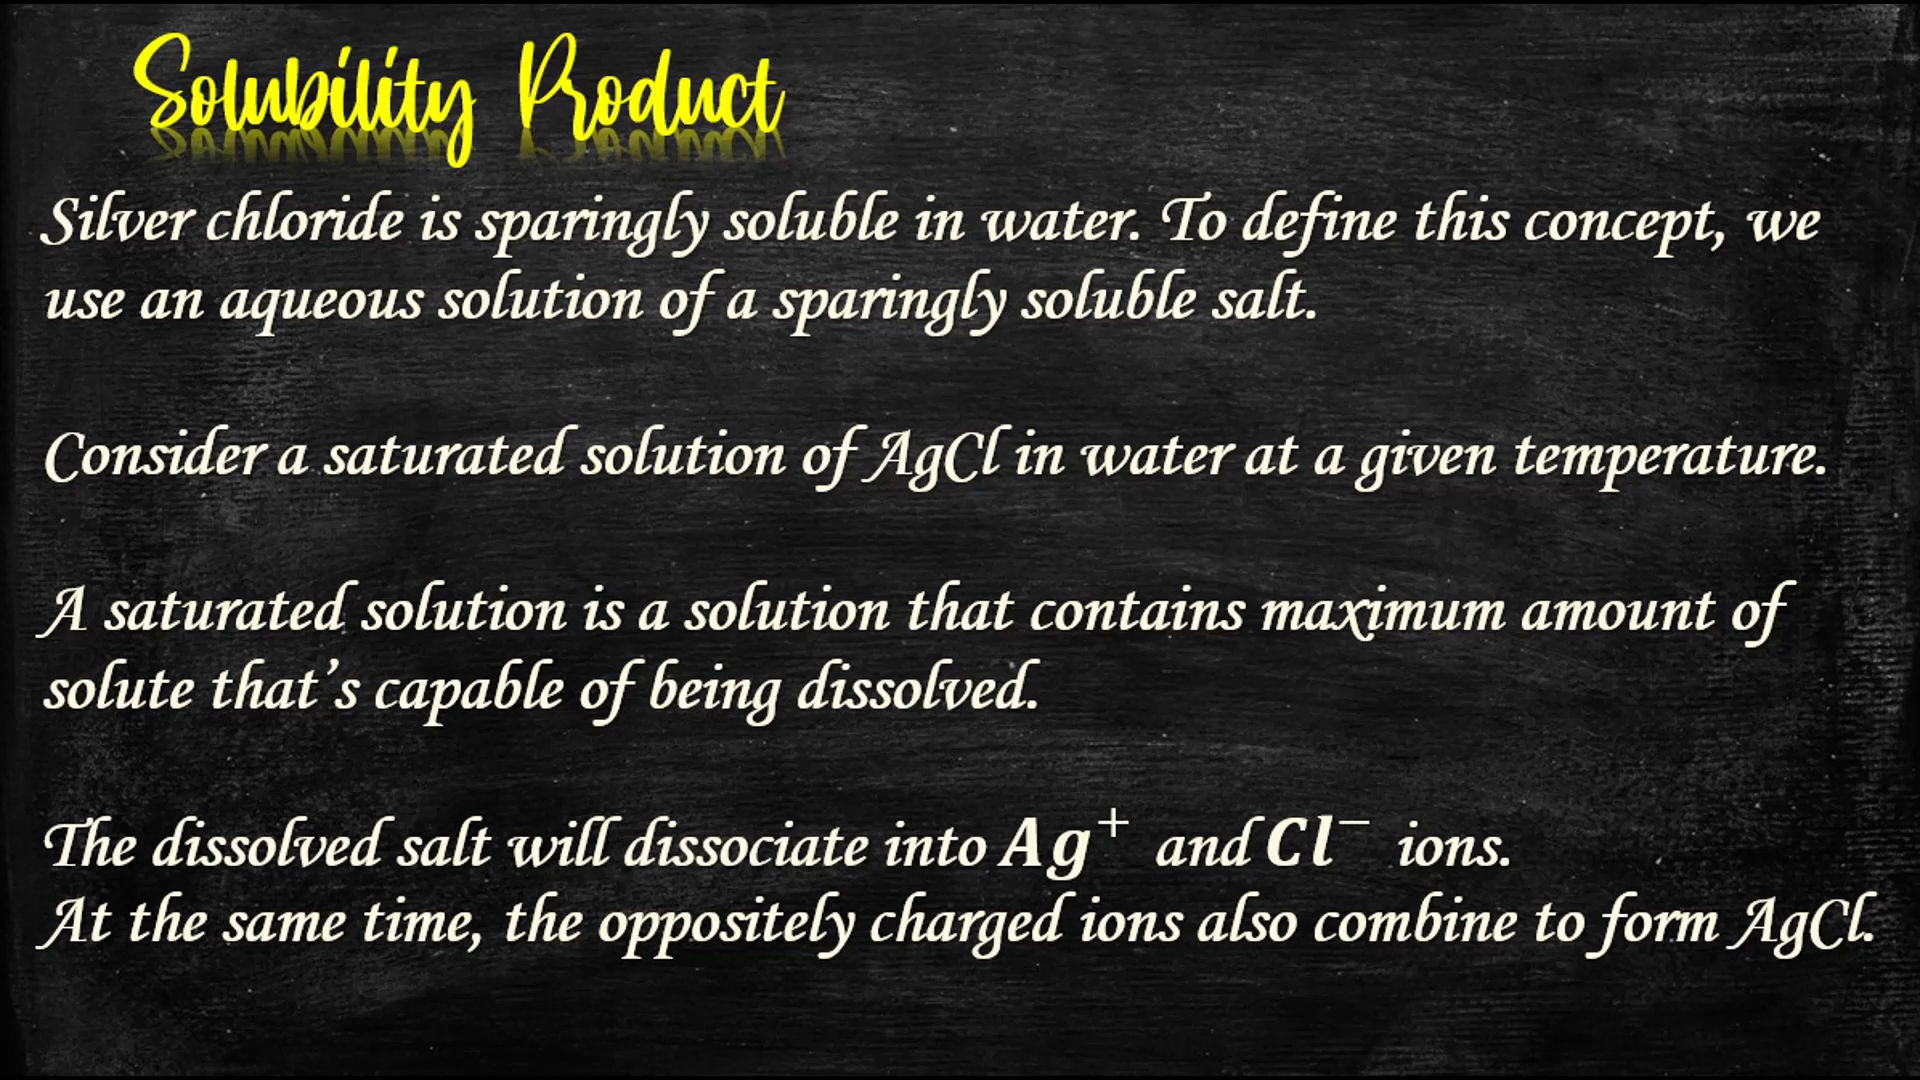 Solubility Product
Silver chloride is sparingly soluble in water. To define this concept, we
use an aqueous solution of a sparingly soluble salt.
Consider a saturated solution of AgCl in water at a given temperature.
A saturated solution is a solution that contains maximum amount of
solute that’s capable of being dissolved.
The dissolved salt will dissociate into Ag⁺ and Cl⁻ ions.
At the same time, the oppositely charged ions also combine to form AgCl.